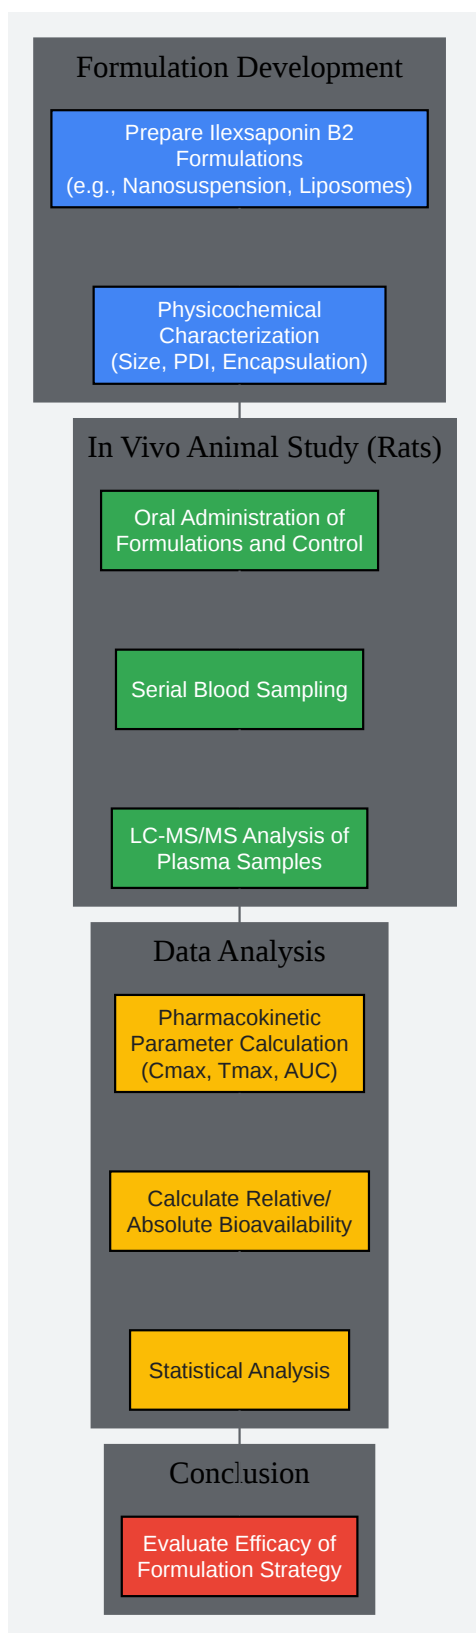 Formulation Development
Prepare Ilexsaponin B2
Formulations
(e.g., Nanosuspension, Liposomes)
Physicochemical
Characterization
(Size, PDI, Encapsulation)
In Vivo Animal Study (Rats)
Oral Administration of
Formulations and Control
Serial Blood Sampling
LC-MS/MS Analysis of
Plasma Samples
Data Analysis
Pharmacokinetic
Parameter Calculation
(Cmax, Tmax, AUC)
Calculate Relative/
Absolute Bioavailability
Statistical Analysis
Conclusion
Evaluate Efficacy of
Formulation Strategy